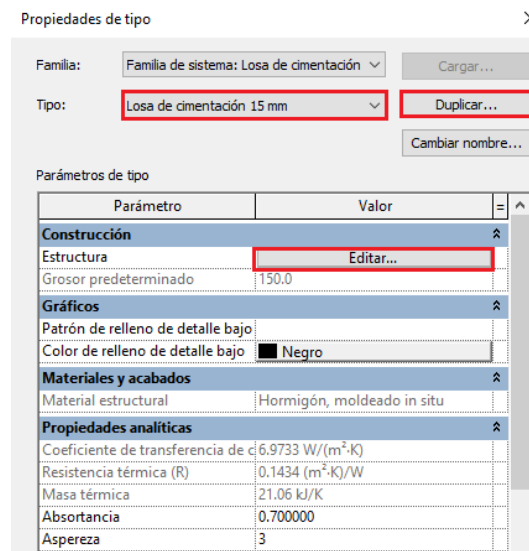 Propiedades de tipo
Familia: Familia de sistema: Losa de cimentación Cargar...
Tipo: Losa de cimentación 15 mm Duplicar...
Cambiar nombre...
Parámetros de tipo
Parámetro Valor =
Construcción
Estructura Editar...
Grosor predeterminado 150.0
Gráficos
Patrón de relleno de detalle bajo
Color de relleno de detalle bajo Negro
Materiales y acabados
Material estructural Hormigón, moldeado in situ
Propiedades analíticas
Coeficiente de transferencia de c 6.9733 W/(m²·K)
Resistencia térmica (R) 0.1434 (m²·K)/W
Masa térmica 21.06 kJ/K
Absortancia 0.700000
Aspereza 3